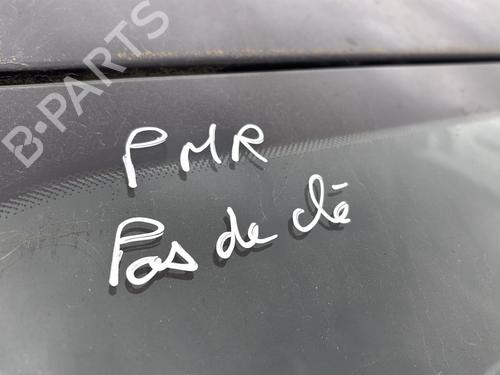 B-PARTS
PMR
Pas de clé